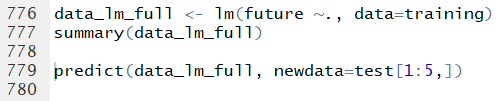 776 data_lm_full <- lm(future ~., data=training)
777 summary(data_lm_full)
778
779 predict(data_lm_full, newdata=test[1:5,])
780